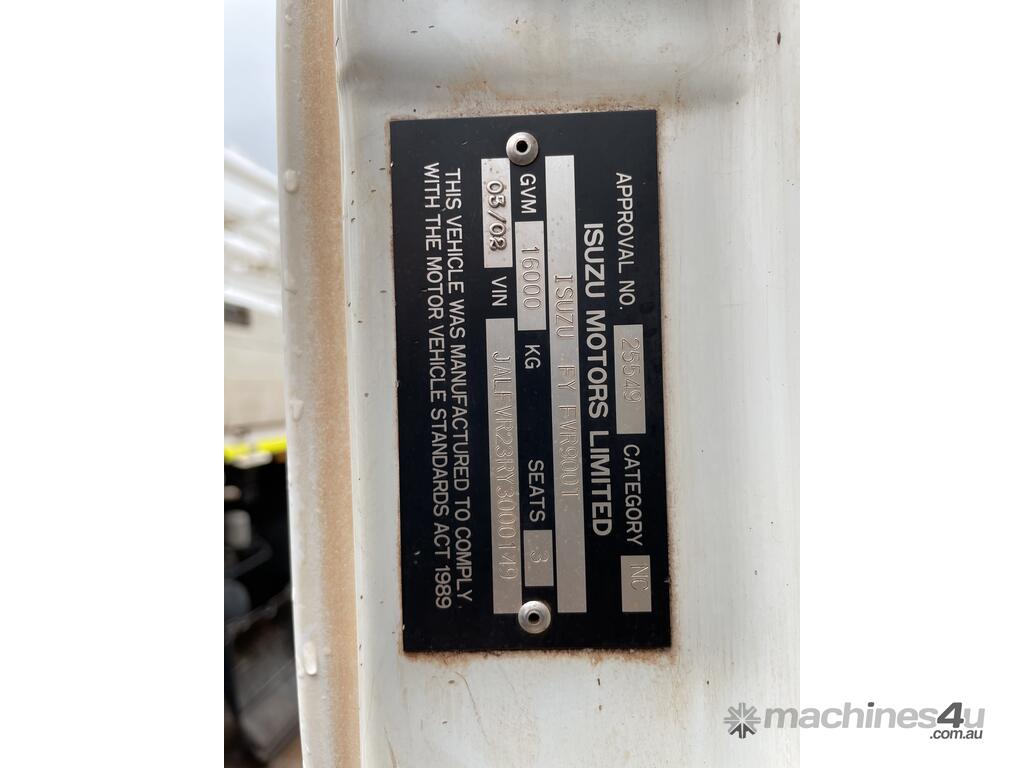 APPROVAL NO. 25549 CATEGORY NC
ISUZU MOTORS LIMITED
ISUZU FY FVR900T
GVM 16000 KG SEATS 3
03/02 VIN JALFVR23RY3000149
THIS VEHICLE WAS MANUFACTURED TO COMPLY
WITH THE MOTOR VEHICLE STANDARDS ACT 1989
machines4u
.com.au